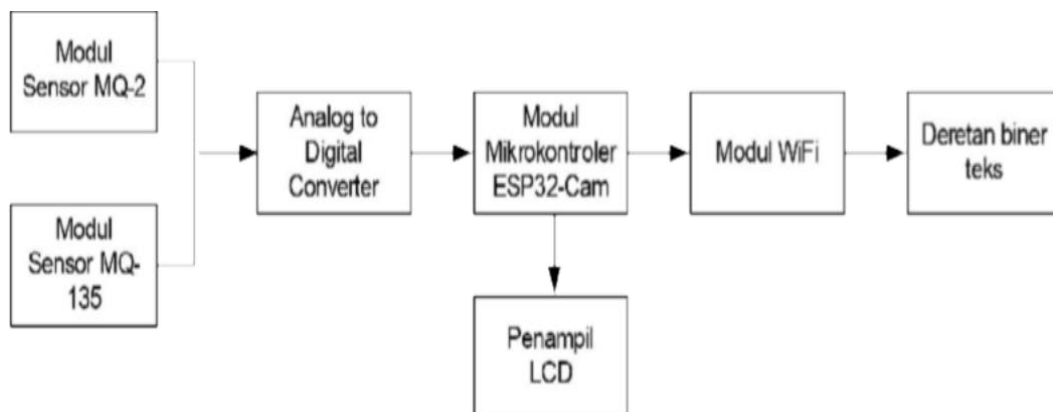 Modul
Sensor MQ-2
Modul
Sensor MQ-
135
Analog to
Digital
Converter
Modul
Mikrokontroler
ESP32-Cam
Penampil
LCD
Modul WiFi
Deretan biner
teks